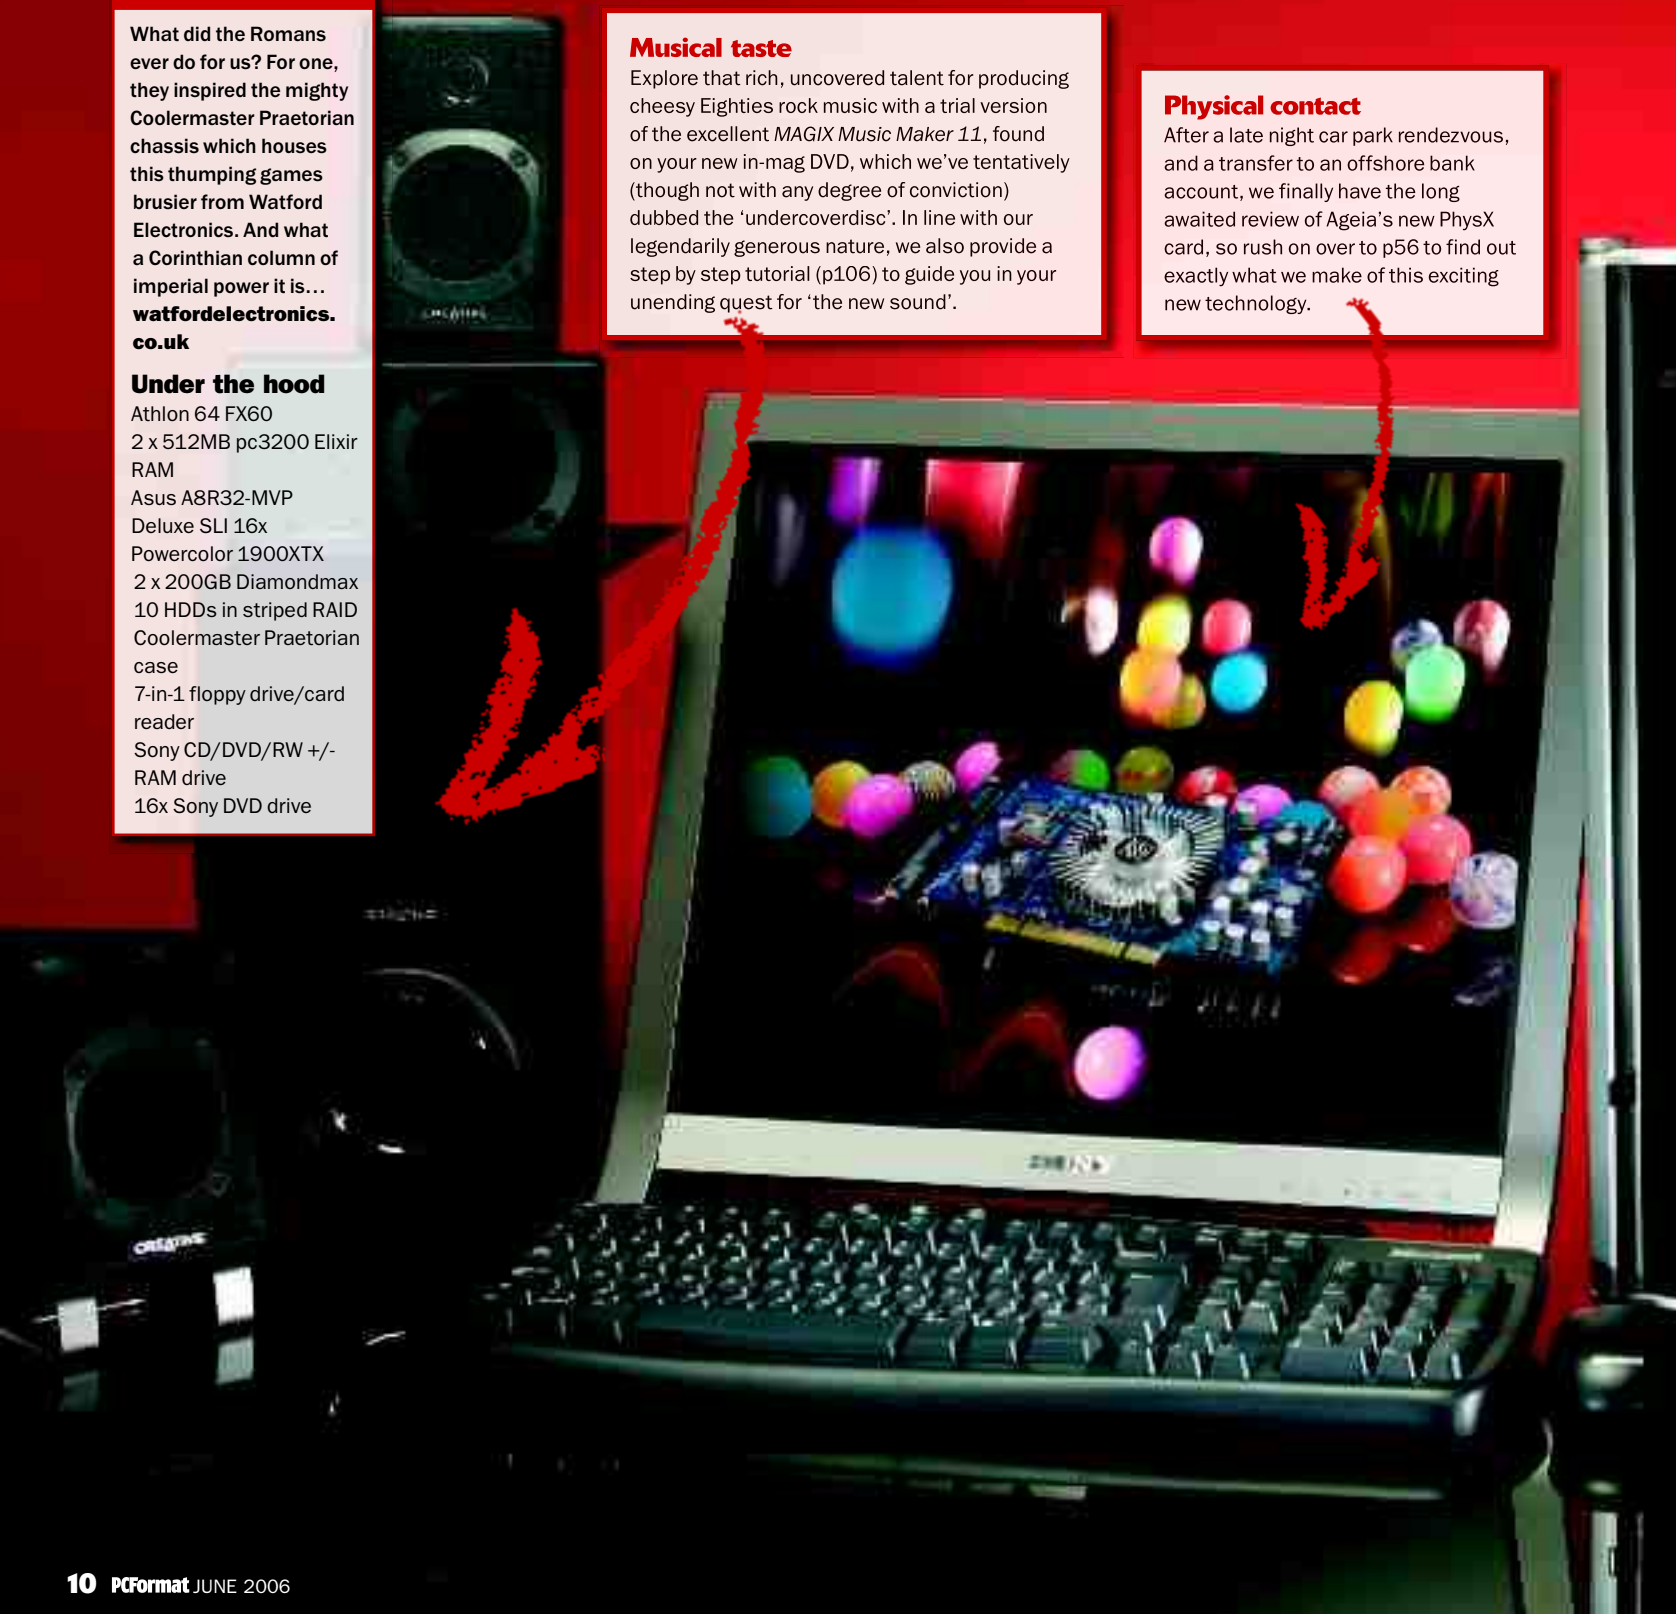 What did the Romans
ever do for us? For one,
they inspired the mighty
Coolermaster Praetorian
chassis which houses
this thumping games
brusier from Watford
Electronics. And what
a Corinthian column of
imperial power it is...
watfordelectronics.
co.uk
Under the hood
Athlon 64 FX60
2 x 512MB pc3200 Elixir
RAM
Asus A8R32-MVP
Deluxe SLI 16x
Powercolor 1900XTX
2 x 200GB Diamondmax
10 HDDs in striped RAID
Coolermaster Praetorian
case
7-in-1 floppy drive/card
reader
Sony CD/DVD/RW +/-
RAM drive
16x Sony DVD drive
Musical taste
Explore that rich, uncovered talent for producing
cheesy Eighties rock music with a trial version
of the excellent MAGIX Music Maker 11, found
on your new in-mag DVD, which we've tentatively
(though not with any degree of conviction)
dubbed the 'undercoverdisc'. In line with our
legendarily generous nature, we also provide a
step by step tutorial (p106) to guide you in your
unending quest for 'the new sound'.
Physical contact
After a late night car park rendezvous,
and a transfer to an offshore bank
account, we finally have the long
awaited review of Ageia's new PhysX
card, so rush on over to p56 to find out
exactly what we make of this exciting
new technology.
CREATIVE
CREATIVE
10 PCFormat JUNE 2006